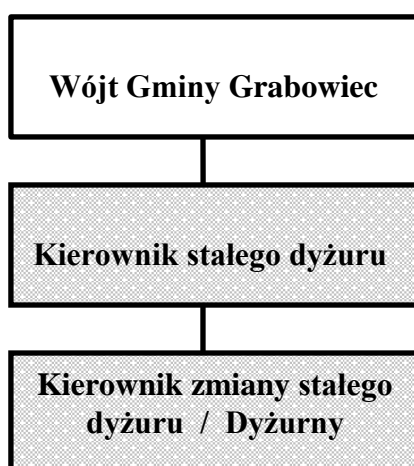 Wójt Gminy Grabowiec
Kierownik stałego dyżuru
Kierownik zmiany stałego
dyżuru / Dyżurny